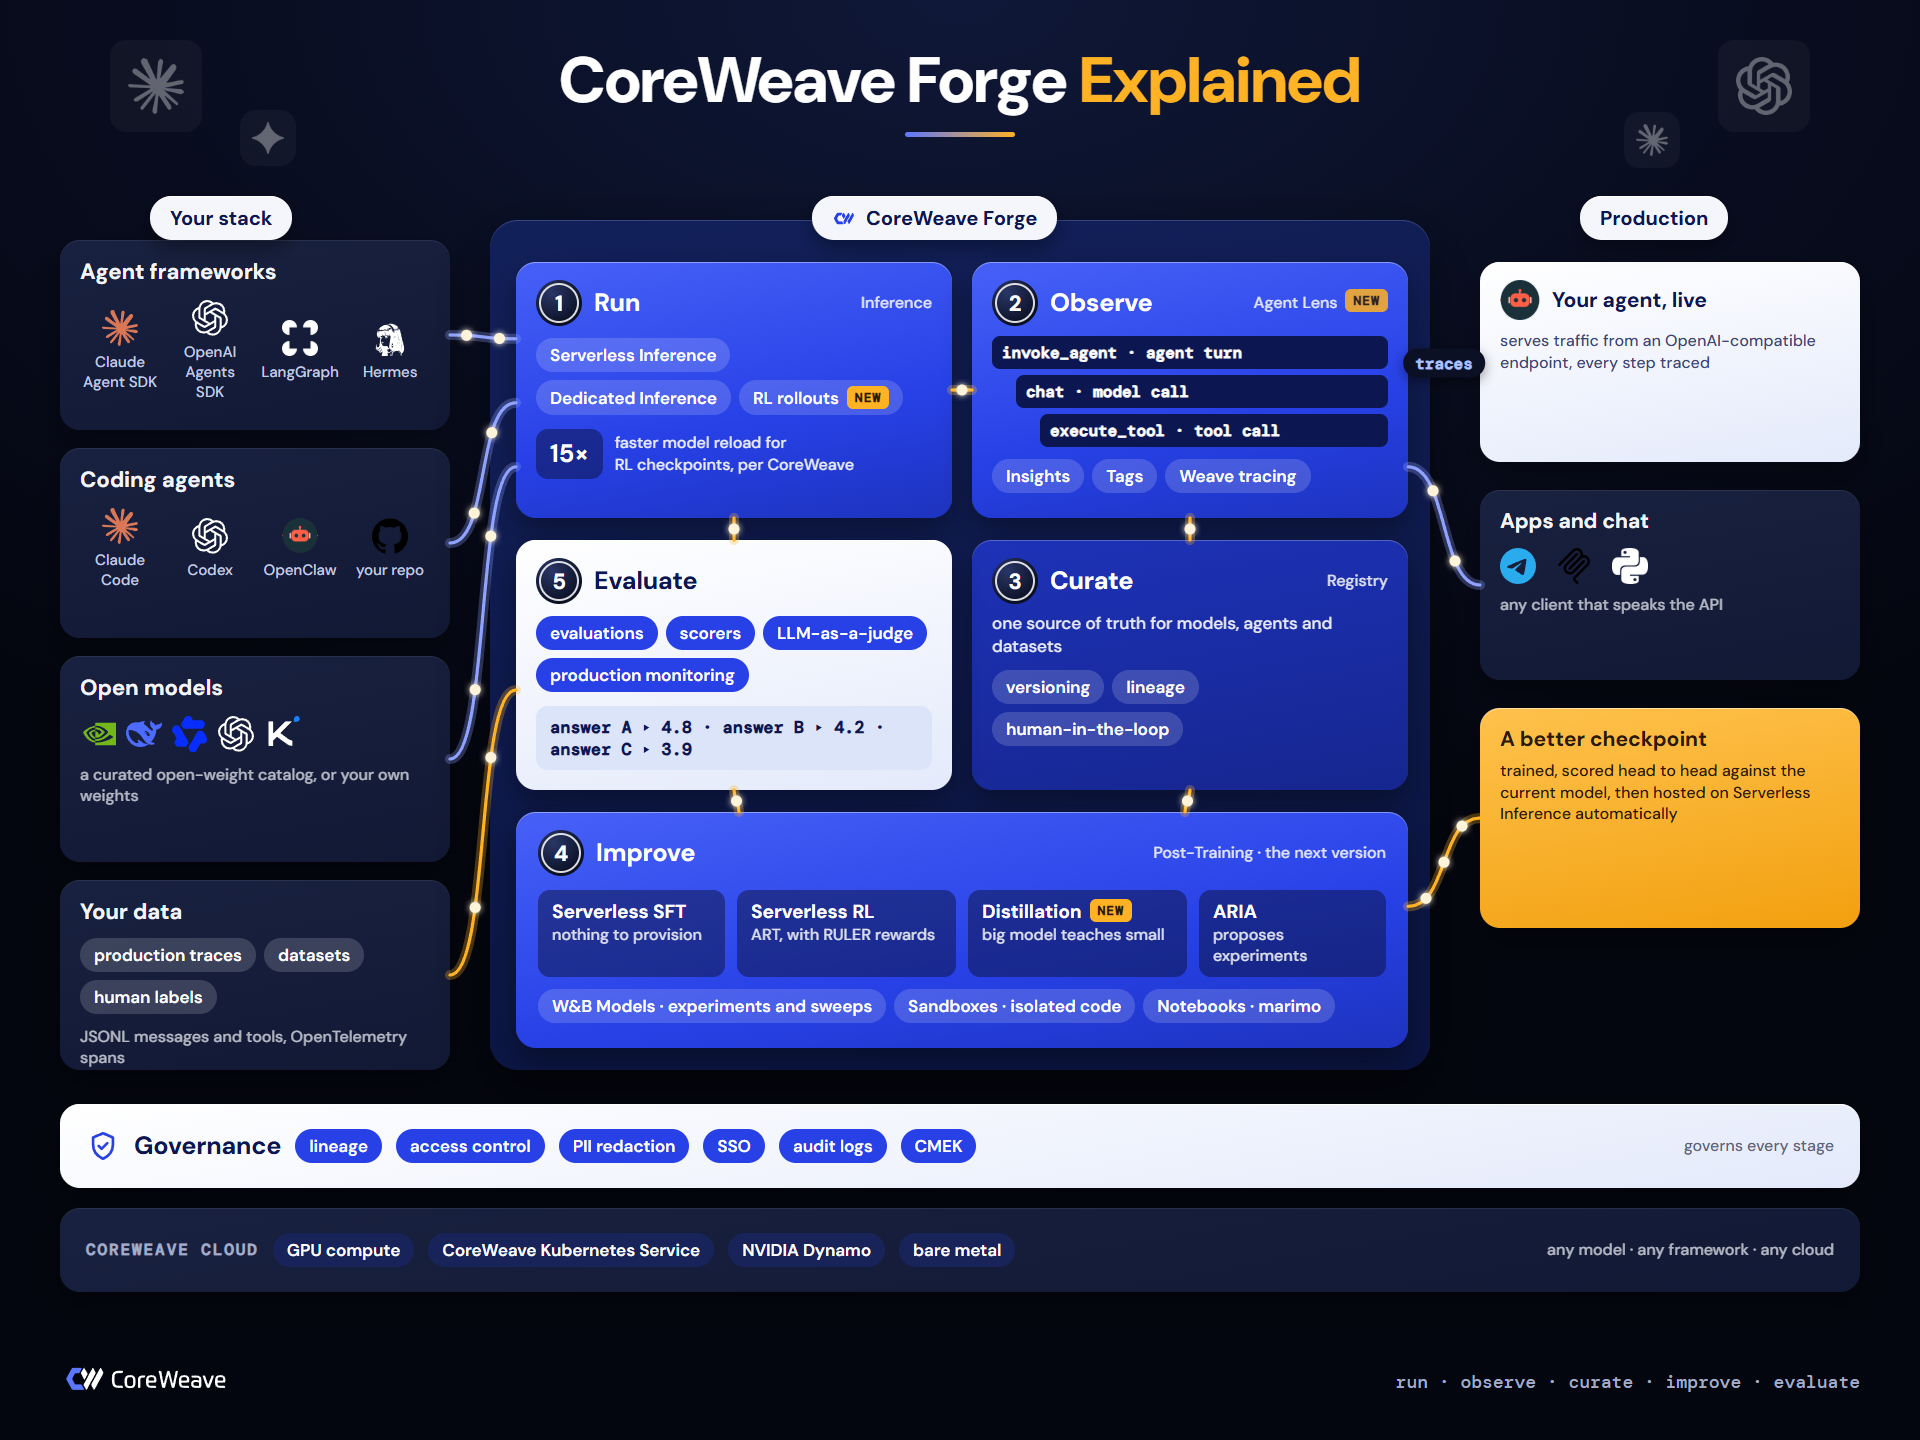 CoreWeave Forge Explained
Your stack
CoreWeave Forge
Production
Agent frameworks
Claude
Agent SDK
OpenAI
Agents
SDK
LangGraph
Hermes
Coding agents
Claude
Code
Codex
OpenClaw
your repo
Open models
a curated open-weight catalog, or your own
weights
Your data
production traces
datasets
human labels
JSONL messages and tools, OpenTelemetry
spans
1 Run
Inference
Serverless Inference
Dedicated Inference
RL rollouts NEW
15×
faster model reload for
RL checkpoints, per CoreWeave
2 Observe
Agent Lens NEW
invoke_agent · agent turn
chat · model call
execute_tool · tool call
Insights
Tags
Weave tracing
traces
5 Evaluate
evaluations
scorers
LLM-as-a-judge
production monitoring
answer A ‣ 4.8 · answer B ‣ 4.2 ·
answer C ‣ 3.9
3 Curate
Registry
one source of truth for models, agents and
datasets
versioning
lineage
human-in-the-loop
4 Improve
Post-Training · the next version
Serverless SFT
nothing to provision
Serverless RL
ART, with RULER rewards
Distillation NEW
big model teaches small
ARIA
proposes
experiments
W&B Models · experiments and sweeps
Sandboxes · isolated code
Notebooks · marimo
Your agent, live
serves traffic from an OpenAI-compatible
endpoint, every step traced
Apps and chat
any client that speaks the API
A better checkpoint
trained, scored head to head against the
current model, then hosted on Serverless
Inference automatically
Governance
lineage
access control
PII redaction
SSO
audit logs
CMEK
governs every stage
COREWEAVE CLOUD
GPU compute
CoreWeave Kubernetes Service
NVIDIA Dynamo
bare metal
any model · any framework · any cloud
CoreWeave
run · observe · curate · improve · evaluate